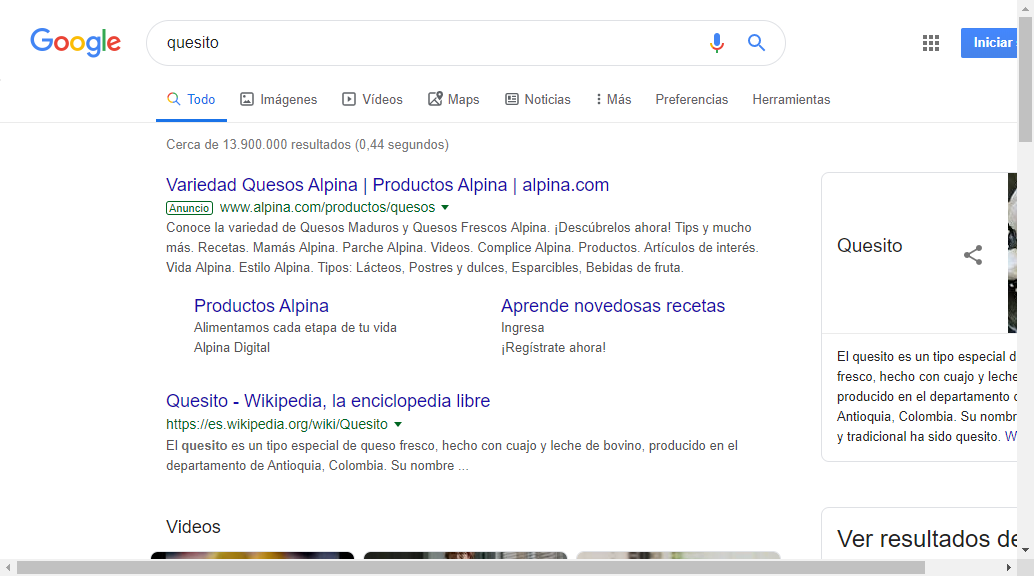 Google
quesito
Iniciar
Todo
Imágenes
Vídeos
Maps
Noticias
Más
Preferencias
Herramientas
Cerca de 13.900.000 resultados (0,44 segundos)
Variedad Quesos Alpina | Productos Alpina | alpina.com
Anuncio www.alpina.com/productos/quesos
Conoce la variedad de Quesos Maduros y Quesos Frescos Alpina. ¡Descúbrelos ahora! Tips y mucho
más. Recetas. Mamás Alpina. Parche Alpina. Videos. Complice Alpina. Productos. Artículos de interés.
Vida Alpina. Estilo Alpina. Tipos: Lácteos, Postres y dulces, Esparcibles, Bebidas de fruta.
Productos Alpina
Alimentamos cada etapa de tu vida
Alpina Digital
Aprende novedosas recetas
Ingresa
¡Regístrate ahora!
Quesito - Wikipedia, la enciclopedia libre
https://es.wikipedia.org/wiki/Quesito
El quesito es un tipo especial de queso fresco, hecho con cuajo y leche de bovino, producido en el
departamento de Antioquia, Colombia. Su nombre ...
Videos
Quesito
El quesito es un tipo especial d
fresco, hecho con cuajo y leche
producido en el departamento
Antioquia, Colombia. Su nombr
y tradicional ha sido quesito. W
Ver resultados de